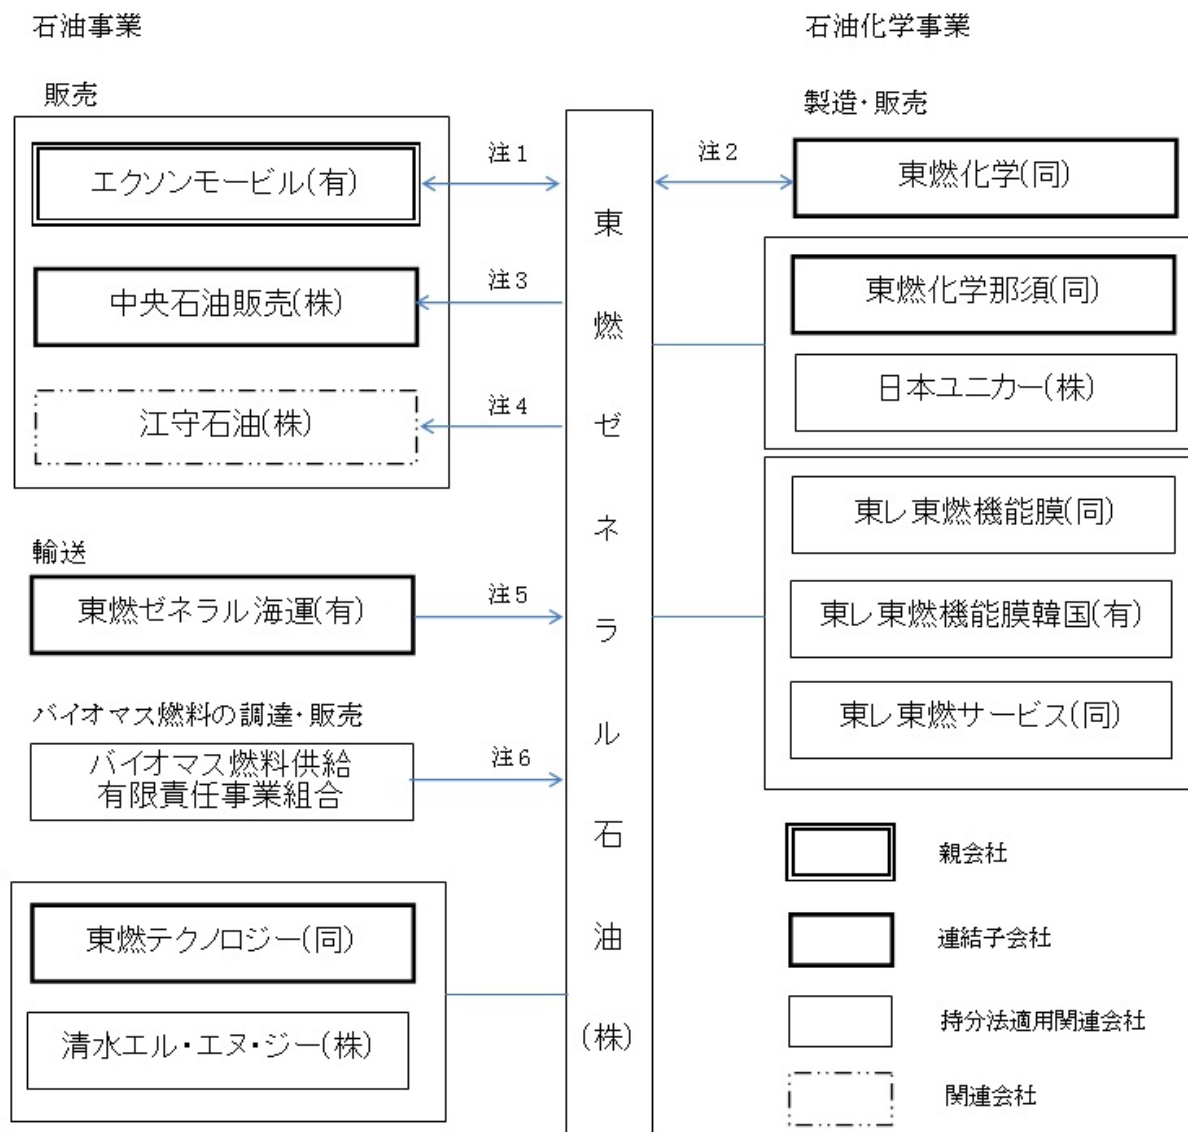 石油事業
石油化学事業
販売
製造・販売
エクソンモービル(有)
注1
注2
東燃化学(同)
中央石油販売(株)
注3
東燃化学那須(同)
日本ユニカー(株)
江守石油(株)
注4
東レ東燃機能膜(同)
輸送
東燃ゼネラル海運(有)
注5
東レ東燃機能膜韓国(有)
東レ東燃サービス(同)
バイオマス燃料の調達・販売
バイオマス燃料供給
有限責任事業組合
注6
東燃テクノロジー(同)
清水エル・エヌ・ジー(株)
東燃ゼネラル石油(株)
親会社
連結子会社
持分法適用関連会社
関連会社